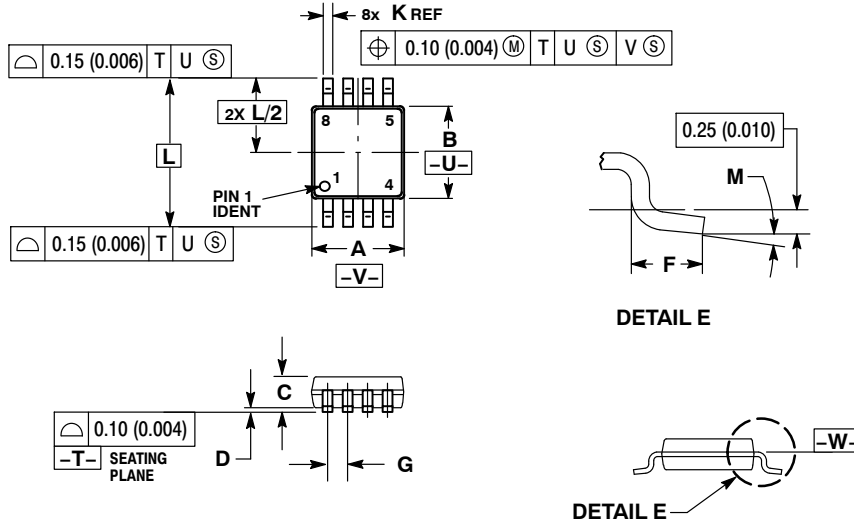 8x K REF
⌖ 0.10 (0.004) Ⓜ T U Ⓢ V Ⓢ
⌓ 0.15 (0.006) T U Ⓢ
2X L/2
8 5
B
-U-
L
PIN 1
IDENT
1
4
⌓ 0.15 (0.006) T U Ⓢ
A
-V-
0.25 (0.010)
M
F
DETAIL E
C
⌓ 0.10 (0.004)
-T- SEATING
PLANE
D
G
-W-
DETAIL E